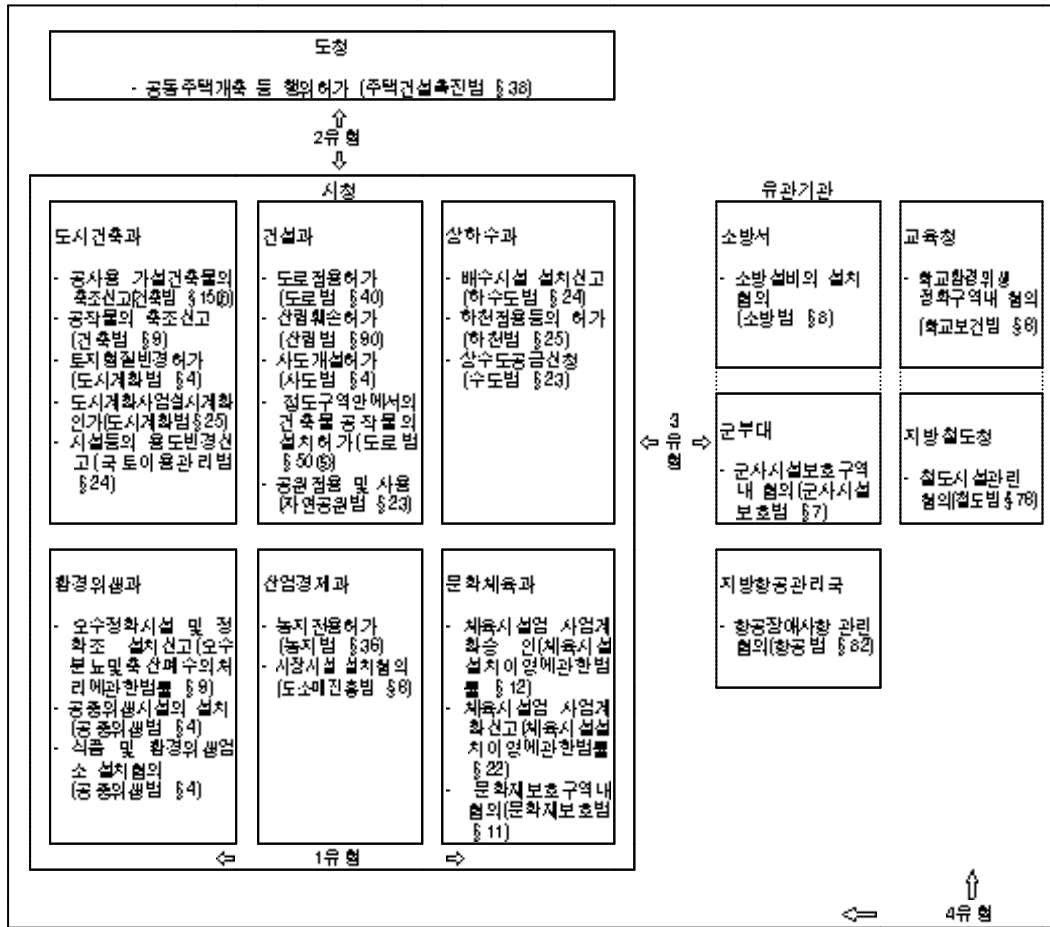 도청
- 공동주택개축 등 행위허가 (주택건설촉진법 §38)
2유형
시청
도시건축과
- 공사용 가설건축물의
축조신고(건축법 §15⑥)
- 공작물의 축조신고
(건축법 §9)
- 토지형질변경허가
(도시계획법 §4)
- 도시계획사업실시계획
인가(도시계획법§25)
- 시설등의 용도변경신
고(국토이용관리법
§24)
건설과
- 도로점용허가
(도로법 §40)
- 산림훼손허가
(산림법 §90)
- 사도개설허가
(사도법 §4)
- 접도구역안에서의
건축물공작물의
설치허가(도로법
§50⑤)
- 공원점용 및 사용
(자연공원법 §23)
상하수과
- 배수시설 설치신고
(하수도법 §24)
- 하천점용등의 허가
(하천법 §25)
- 상수도공급신청
(수도법 §23)
환경위생과
- 오수정화시설 및 정
화조 설치신고(오수
분뇨및축산폐수의처
리에관한법률 §9)
- 공중위생시설의 설치
(공중위생법 §4)
- 식품 및 환경위생업
소 설치협의
(공중위생법 §4)
산업경제과
- 농지전용허가
(농지법 §36)
- 시장시설 설치협의
(도소매진흥법 §6)
문화체육과
- 체육시설업 사업계
획승 인(체육시설
설치이영에관한법
률 §12)
- 체육시설업 사업계
획신고(체육시설설
치이영에관한법률
§22)
- 문화재보호구역내
협의(문화재보호법
§11)
1유형
3
유
형
유관기관
소방서
- 소방설비의 설치
협의
(소방법 §8)
교육청
- 학교환경위생
정화구역내 협의
(학교보건법 §6)
군부대
- 군사시설보호구역
내 협의(군사시설
보호법 §7)
지방철도청
- 철도시설관리
협의(철도법§76)
지방항공관리국
- 항공장애사항 관련
협의(항공법 §82)
4유형